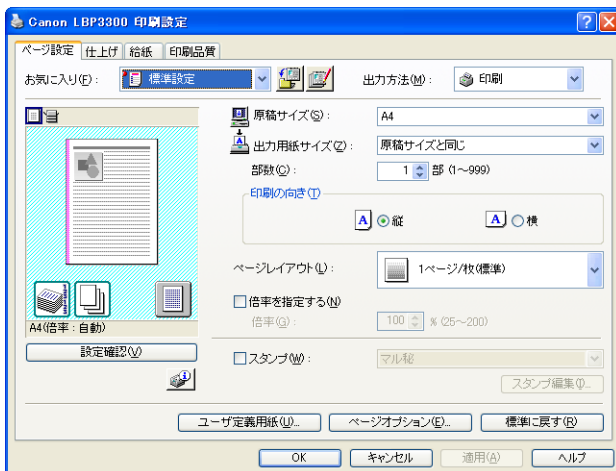 Canon LBP3300 印刷設定
ページ設定 仕上げ 給紙 印刷品質
お気に入り(F): 標準設定 出力方法(M): 印刷
原稿サイズ(S): A4
出力用紙サイズ(Z): 原稿サイズと同じ
部数(C): 1 部 (1～999)
印刷の向き(T)
A 縦 A 横
ページレイアウト(L): 1ページ/枚(標準)
倍率を指定する(N)
倍率(G): 100 % (25～200)
A4(倍率:自動)
設定確認(V)
スタンプ(W): マル秘
スタンプ編集(I)...
ユーザ定義用紙(U)... ページオプション(E)... 標準に戻す(R)
OK キャンセル 適用(A) ヘルプ